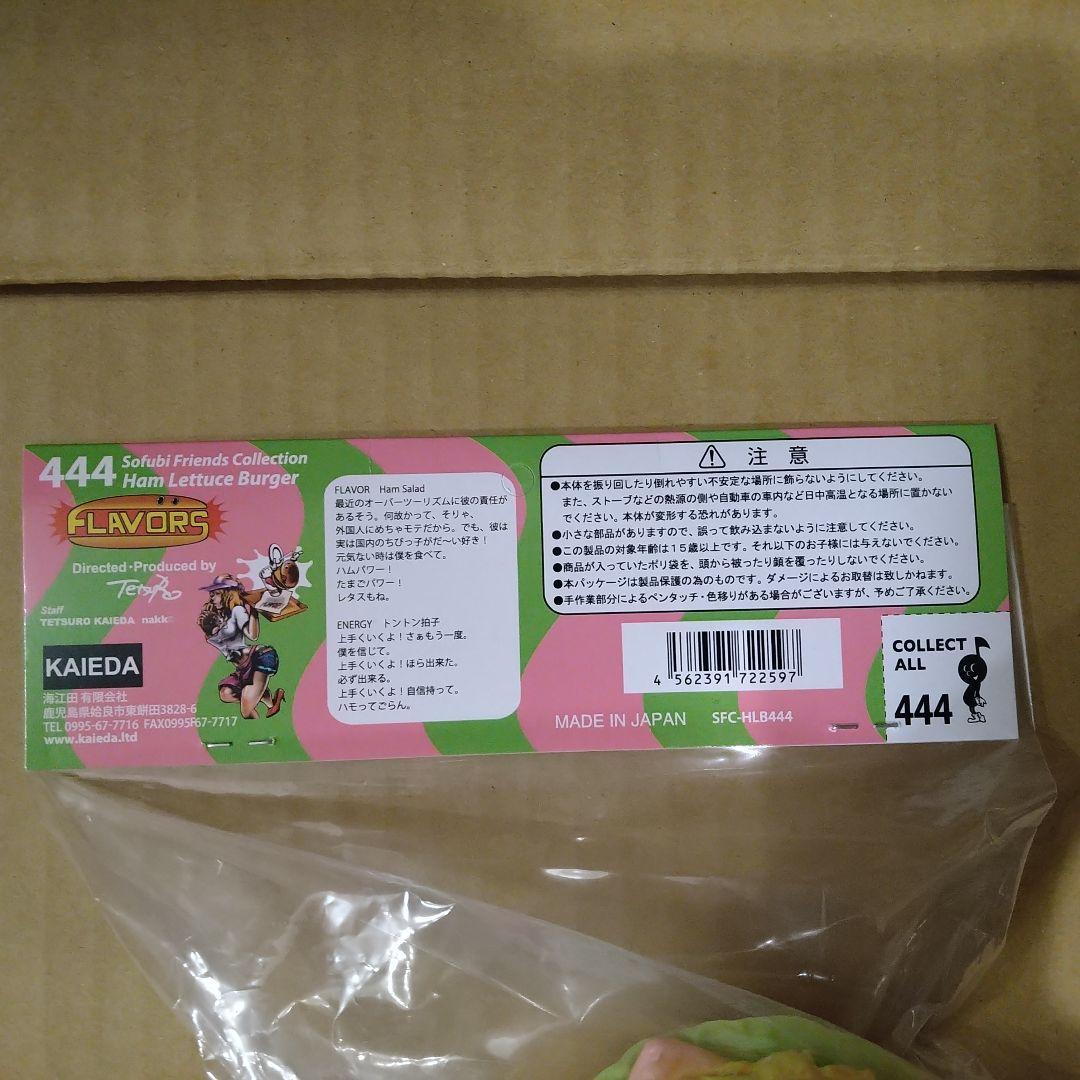 444 Sofubi Friends Collection
Ham Lettuce Burger
FLAVORS
Directed・Produced by
Staff
TETSURO KAIEDA nakk
KAIEDA
海江田 有限会社
鹿児島県姶良市東餅田3828-6
TEL 0995-67-7716 FAX0995-67-7717
www.kaieda.ltd
FLAVOR Ham Salad
最近のオーバーツーリズムに彼の責任が
あるそう。何故かって、そりゃ、
外国人にめちゃモテだから。でも、彼は
実は国内のちびっ子がだ〜い好き！
元気ない時は僕を食べて。
ハムパワー！
たまごパワー！
レタスもね。
ENERGY トントン拍子
上手くいくよ！さぁもう一度。
僕を信じて。
上手くいくよ！ほら出来た。
必ず出来る。
上手くいくよ！自信持って。
ハモってごらん。
注意
●本体を振り回したり倒れやすい不安定な場所に飾らないようにしてください。
また、ストーブなどの熱源の側や自動車の車内など日中高温となる場所に置かない
でください。本体が変形する恐れがあります。
●小さな部品がありますので、誤って飲み込まないように注意してください。
●この製品の対象年齢は１５歳以上です。それ以下のお子様には与えないでください。
●商品が入っていたポリ袋を、頭から被ったり顔を覆ったりしないでください。
●本パッケージは製品保護の為のものです。ダメージによるお取替は致しかねます。
●手作業部分によるペンタッチ・色移りがある場合がございますが、予めご了承ください。
4 562391 722597
MADE IN JAPAN SFC-HLB444
COLLECT
ALL
444